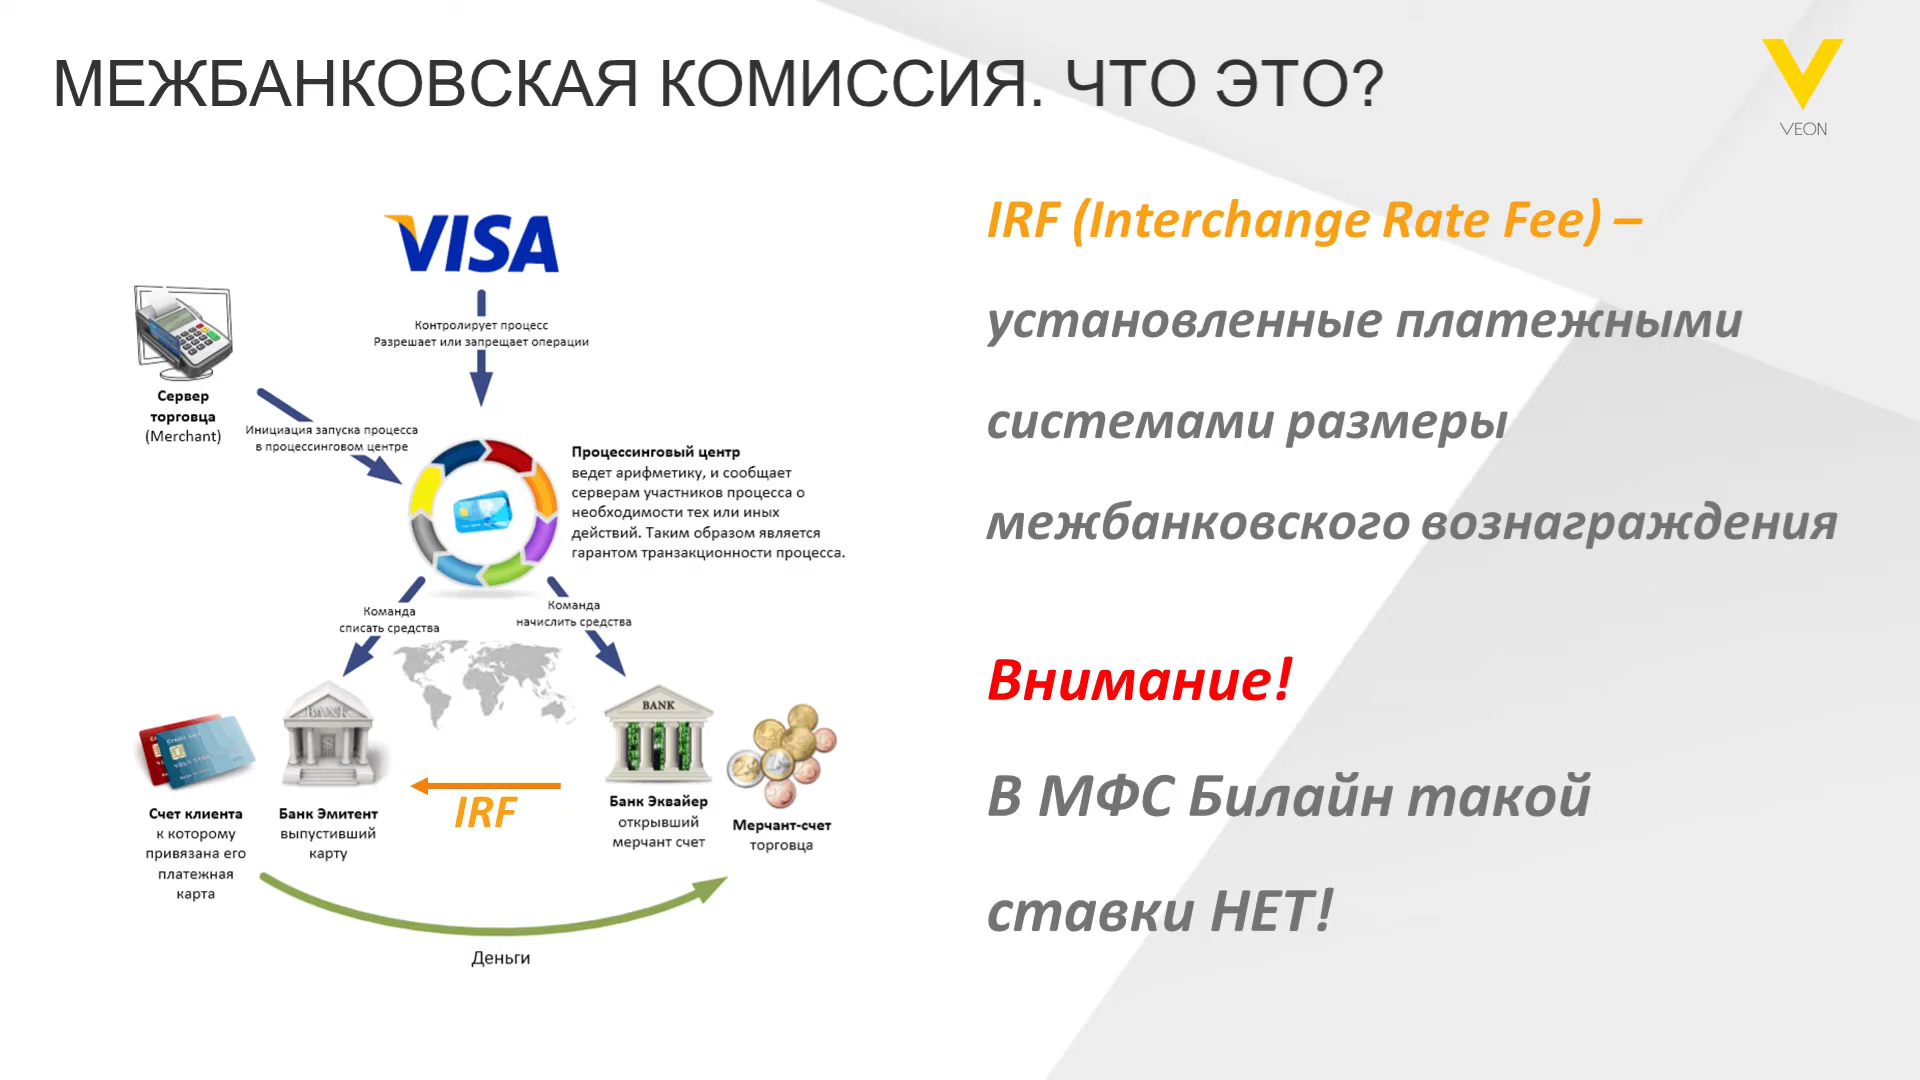 МЕЖБАНКОВСКАЯ КОМИССИЯ. ЧТО ЭТО?
VEON
VISA
Контролирует процесс
Разрешает или запрещает операции
Сервер
торговца
(Merchant)
Инициация запуска процесса
в процессинговом центре
Процессинговый центр
ведет арифметику, и сообщает
серверам участников процесса о
необходимости тех или иных
действий. Таким образом является
гарантом транзакционности процесса.
Команда
списать средства
Команда
начислить средства
BANK
BANK
Счет клиента
к которому
привязана его
платежная
карта
Банк Эмитент
выпустивший
карту
IRF
Банк Эквайер
открывший
мерчант счет
Мерчант-счет
торговца
Деньги
IRF (Interchange Rate Fee) –
установленные платежными
системами размеры
межбанковского вознаграждения
Внимание!
В МФС Билайн такой
ставки НЕТ!